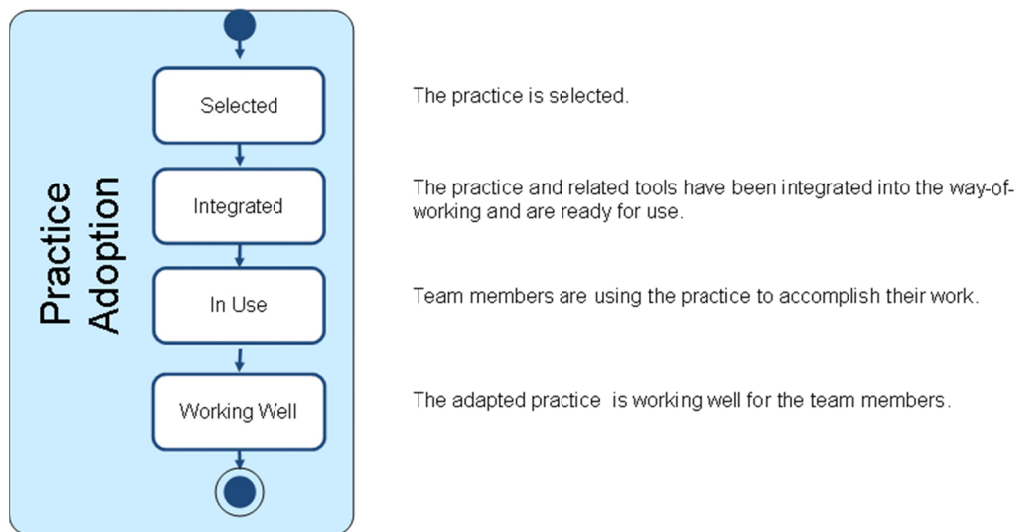 Practice
Adoption
Selected
The practice is selected.
Integrated
The practice and related tools have been integrated into the way-of-
working and are ready for use.
In Use
Team members are using the practice to accomplish their work.
Working Well
The adapted practice is working well for the team members.